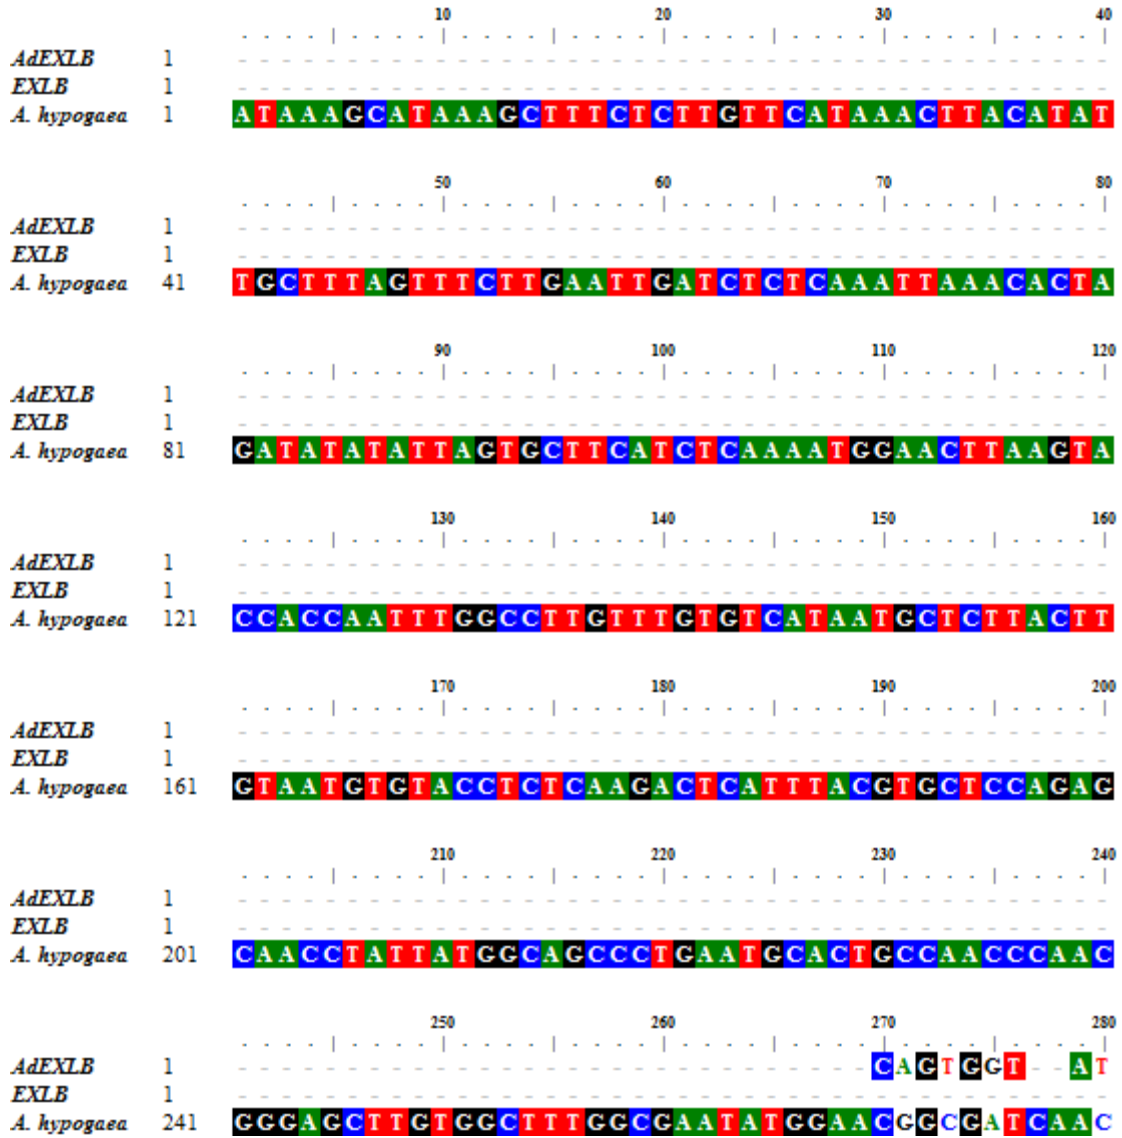 10 20 30 40
. . . . | . . . . | . . . . | . . . . | . . . . | . . . . | . . . . | . . . . |
AdEXLB 1 ----------------------------------------
EXLB 1 ----------------------------------------
A. hypogaea 1 ATAAAGCATAAAGCTTTCTCTTGTTCATAAACTTACATAT
50 60 70 80
. . . . | . . . . | . . . . | . . . . | . . . . | . . . . | . . . . | . . . . |
AdEXLB 1 ----------------------------------------
EXLB 1 ----------------------------------------
A. hypogaea 41 TGCTTTAGTTTCTTGAATTGATCTCTCAAATTAAACACTA
90 100 110 120
. . . . | . . . . | . . . . | . . . . | . . . . | . . . . | . . . . | . . . . |
AdEXLB 1 ----------------------------------------
EXLB 1 ----------------------------------------
A. hypogaea 81 GATATATATTAGTGCTTCATCTCAAAATGGAACTTAAGTA
130 140 150 160
. . . . | . . . . | . . . . | . . . . | . . . . | . . . . | . . . . | . . . . |
AdEXLB 1 ----------------------------------------
EXLB 1 ----------------------------------------
A. hypogaea 121 CCACCAATTTGGCCTTGTTTGTGTCATAATGCTCTTACTT
170 180 190 200
. . . . | . . . . | . . . . | . . . . | . . . . | . . . . | . . . . | . . . . |
AdEXLB 1 ----------------------------------------
EXLB 1 ----------------------------------------
A. hypogaea 161 GTAATGTGTACCTCTCAAGACTCATTTACGTGCTCCAGAG
210 220 230 240
. . . . | . . . . | . . . . | . . . . | . . . . | . . . . | . . . . | . . . . |
AdEXLB 1 ----------------------------------------
EXLB 1 ----------------------------------------
A. hypogaea 201 CAACCTATTATGGCAGCCCTGAATGCACTGCCAACCCAAC
250 260 270 280
. . . . | . . . . | . . . . | . . . . | . . . . | . . . . | . . . . | . . . . |
AdEXLB 1 -----------------------------CAGTGGT--AT
EXLB 1 ----------------------------------------
A. hypogaea 241 GGGAGCTTGTGGCTTTGGCGAATATGGAACGGCGATCAAC